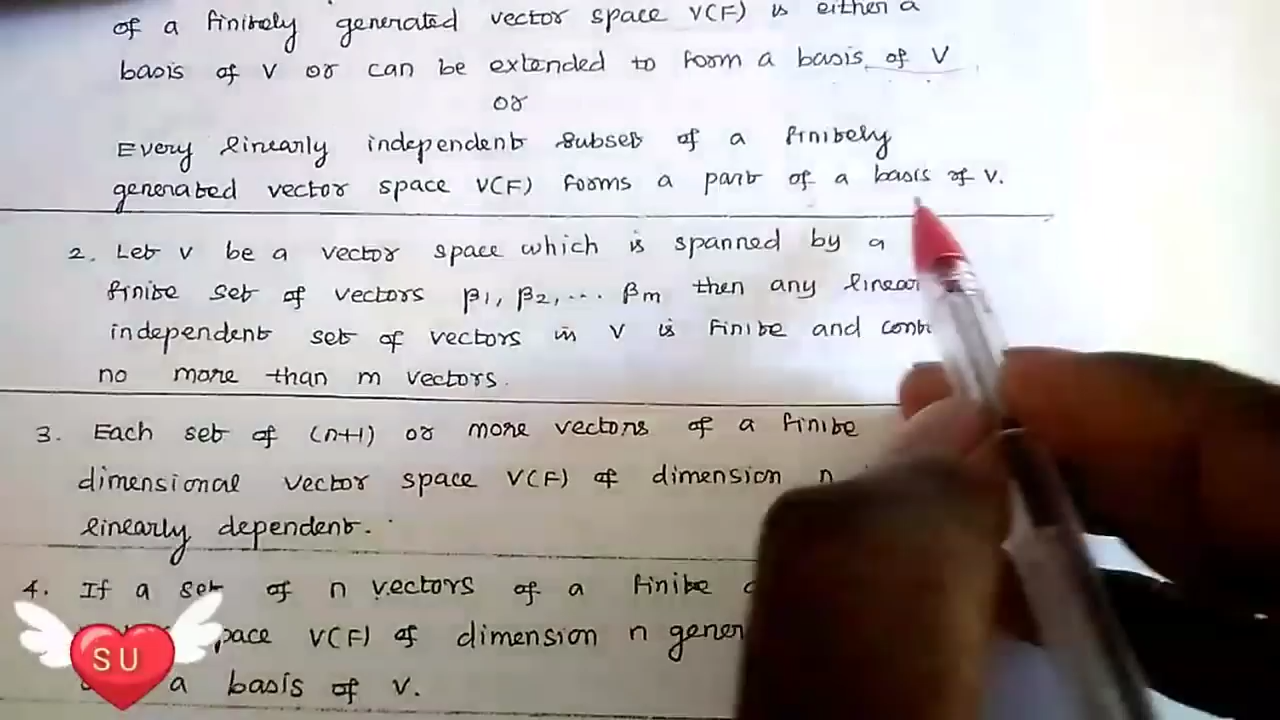 of a finitely generated vector space V(F) is either a
basis of V or can be extended to form a basis of V
or
Every linearly independent subset of a finitely
generated vector space V(F) forms a part of a basis of V.
2. Let V be a vector space which is spanned by a
finite set of vectors β1, β2, ... βm then any linear
independent set of vectors in V is finite and
no more than m vectors.
3. Each set of (n+1) or more vectors of a finite
dimensional vector space V(F) of dimension n
linearly dependent.
4. If a set of n vectors of a finite
V(F) of dimension n
a basis of V.
SU